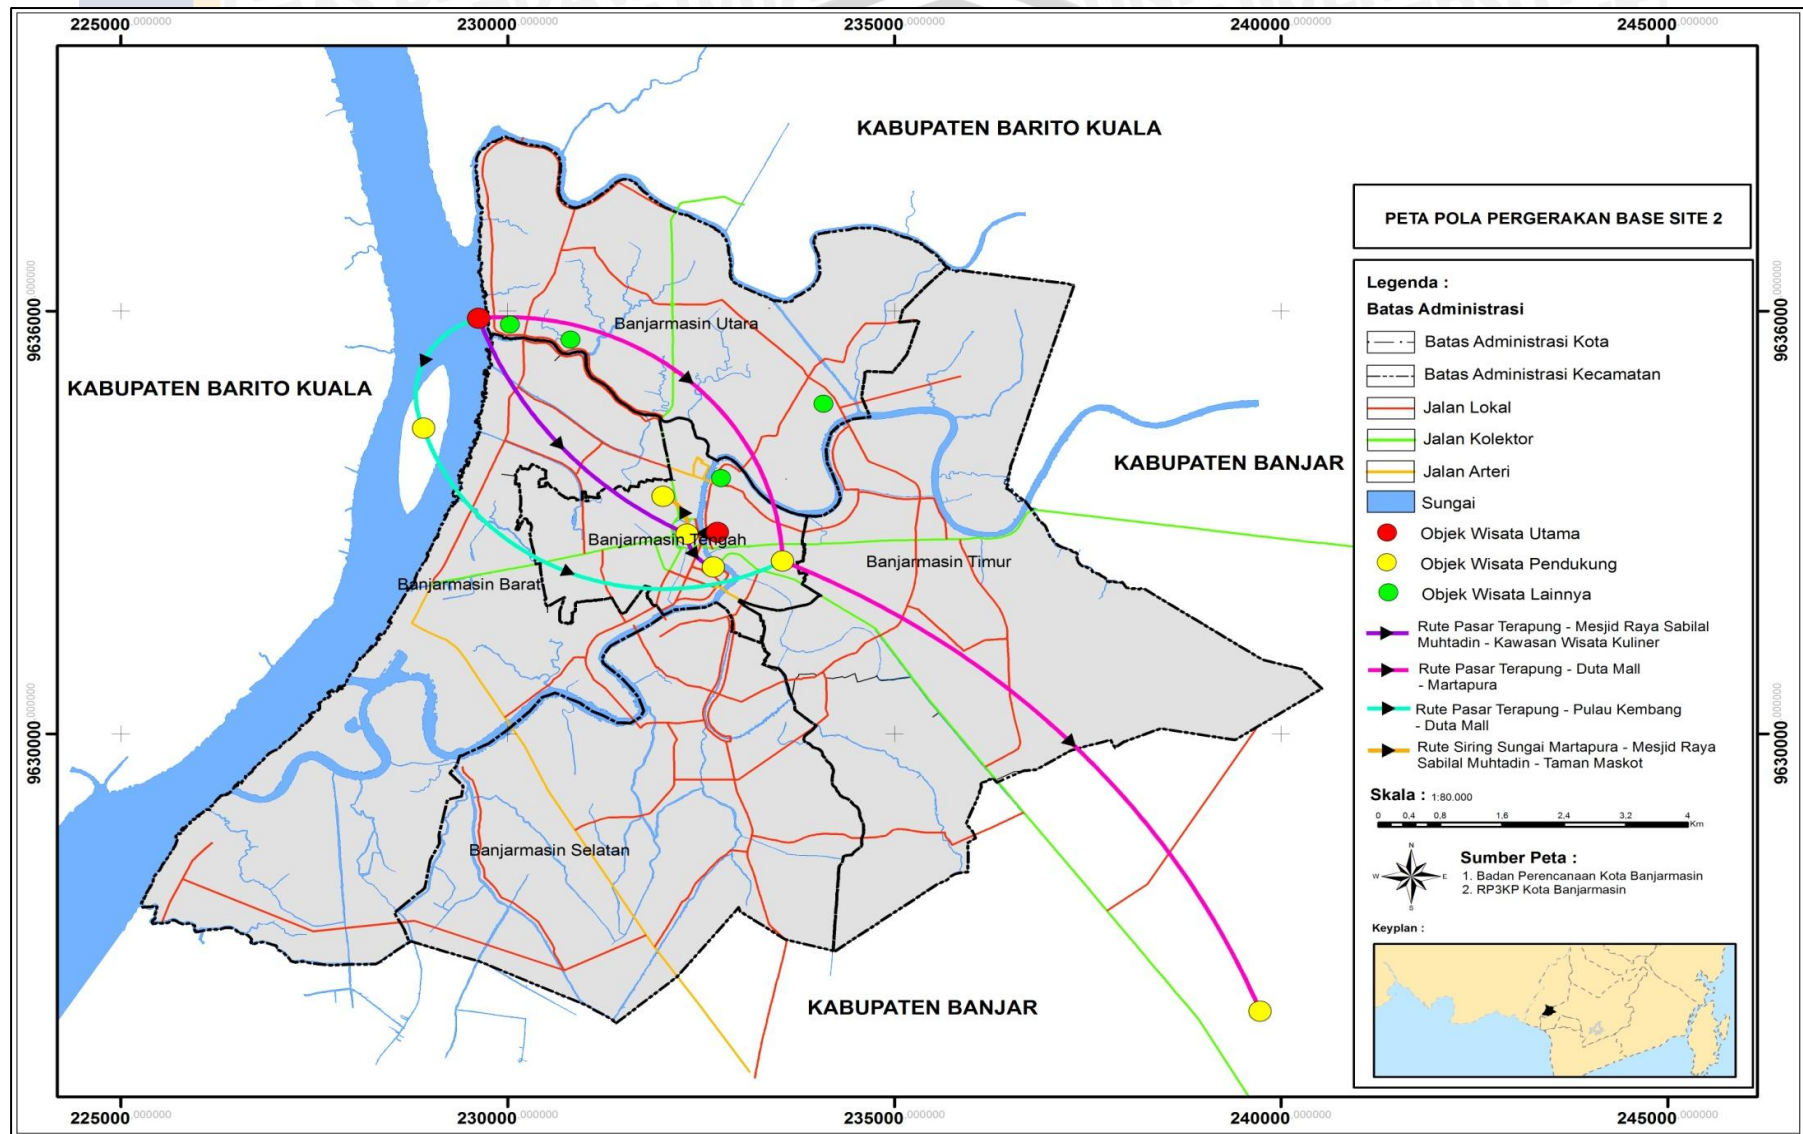 225000.000000 230000.000000 235000.000000 240000.000000 245000.000000
KABUPATEN BARITO KUALA
PETA POLA PERGERAKAN BASE SITE 2
9636000.000000
9636000.000000
KABUPATEN BARITO KUALA
Banjarmasin Utara
KABUPATEN BANJAR
Banjarmasin Tengah
Banjarmasin Timur
Banjarmasin Barat
9630000.000000
9630000.000000
Banjarmasin Selatan
KABUPATEN BANJAR
Legenda :
Batas Administrasi
Batas Administrasi Kota
Batas Administrasi Kecamatan
Jalan Lokal
Jalan Kolektor
Jalan Arteri
Sungai
Objek Wisata Utama
Objek Wisata Pendukung
Objek Wisata Lainnya
Rute Pasar Terapung - Mesjid Raya Sabilal
Muhtadin - Kawasan Wisata Kuliner
Rute Pasar Terapung - Duta Mall
- Martapura
Rute Pasar Terapung - Pulau Kembang
- Duta Mall
Rute Siring Sungai Martapura - Mesjid Raya
Sabilal Muhtadin - Taman Maskot
Skala : 1:80.000
0 0,4 0,8 1,6 2,4 3,2 4
Km
N
W E
S
Sumber Peta :
1. Badan Perencanaan Kota Banjarmasin
2. RP3KP Kota Banjarmasin
Keyplan :
225000.000000 230000.000000 235000.000000 240000.000000 245000.000000